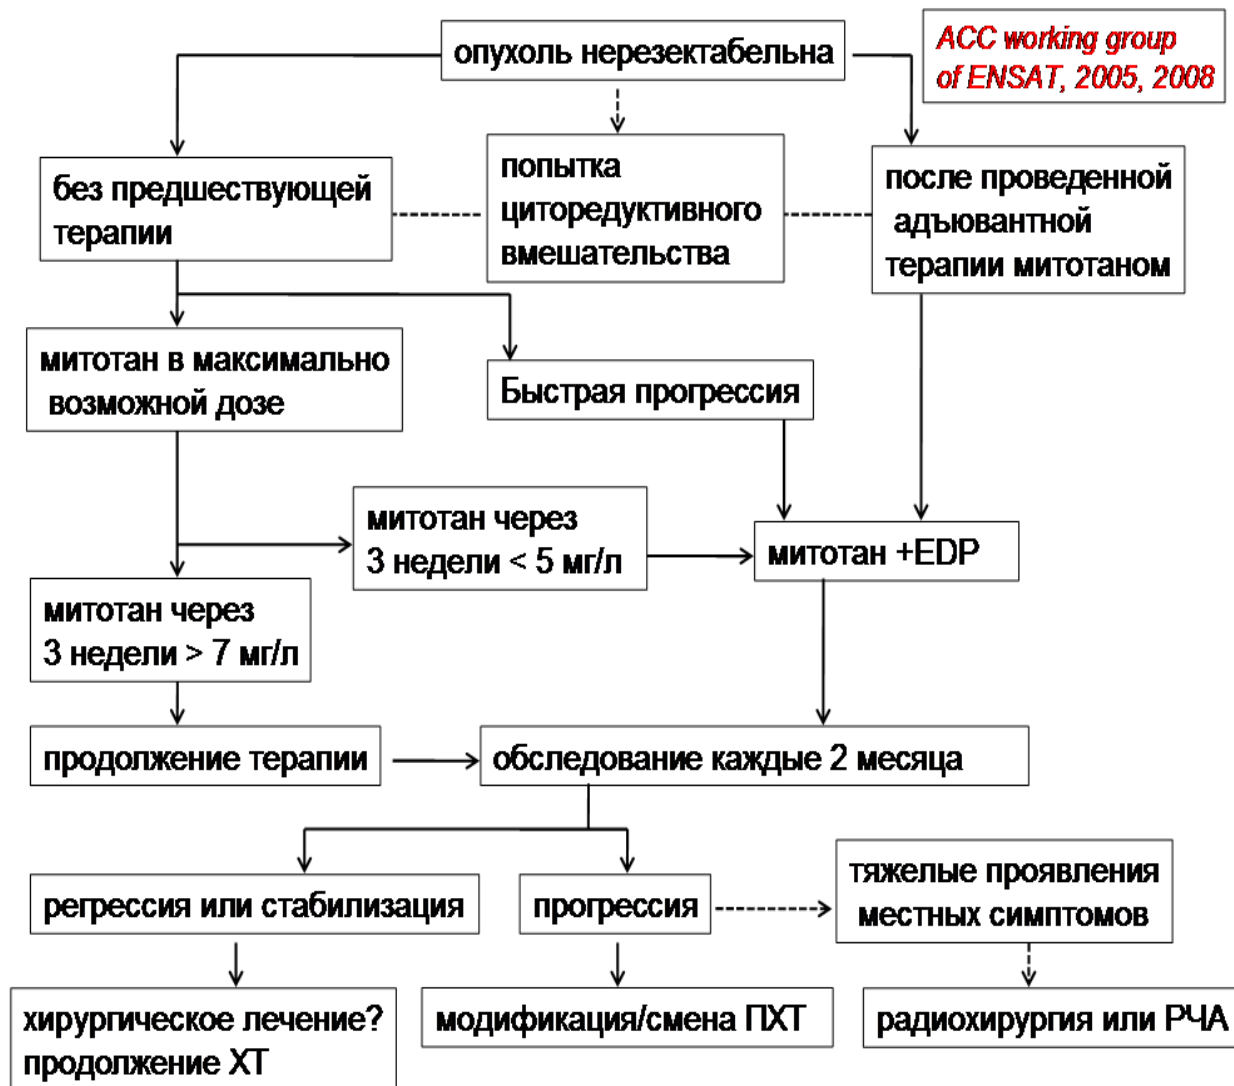 опухоль нерезектабельна
ACC working group
of ENSAT, 2005, 2008
без предшествующей
терапии
попытка
циторедуктивного
вмешательства
после проведенной
адъювантной
терапии митотаном
митотан в максимально
возможной дозе
Быстрая прогрессия
митотан через
3 недели < 5 мг/л
митотан +EDP
митотан через
3 недели > 7 мг/л
продолжение терапии
обследование каждые 2 месяца
регрессия или стабилизация
прогрессия
тяжелые проявления
местных симптомов
хирургическое лечение?
продолжение ХТ
модификация/смена ПХТ
радиохирургия или РЧА